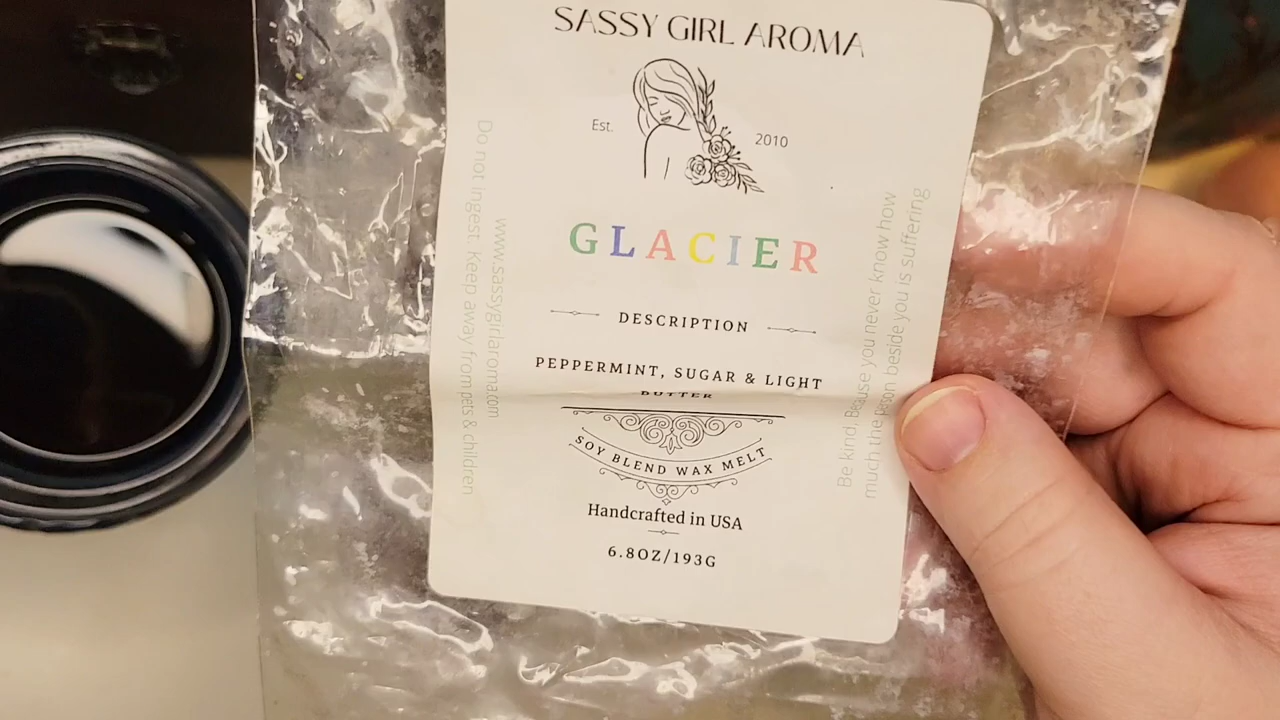 SASSY GIRL AROMA
Est. 2010
GLACIER
DESCRIPTION
PEPPERMINT, SUGAR & LIGHT
BUTTER
SOY BLEND WAX MELT
Handcrafted in USA
6.8OZ/193G
Do not ingest. Keep away from pets & children
www.sassygirlaroma.com
Be kind, Because you never know how
much the person beside you is suffering